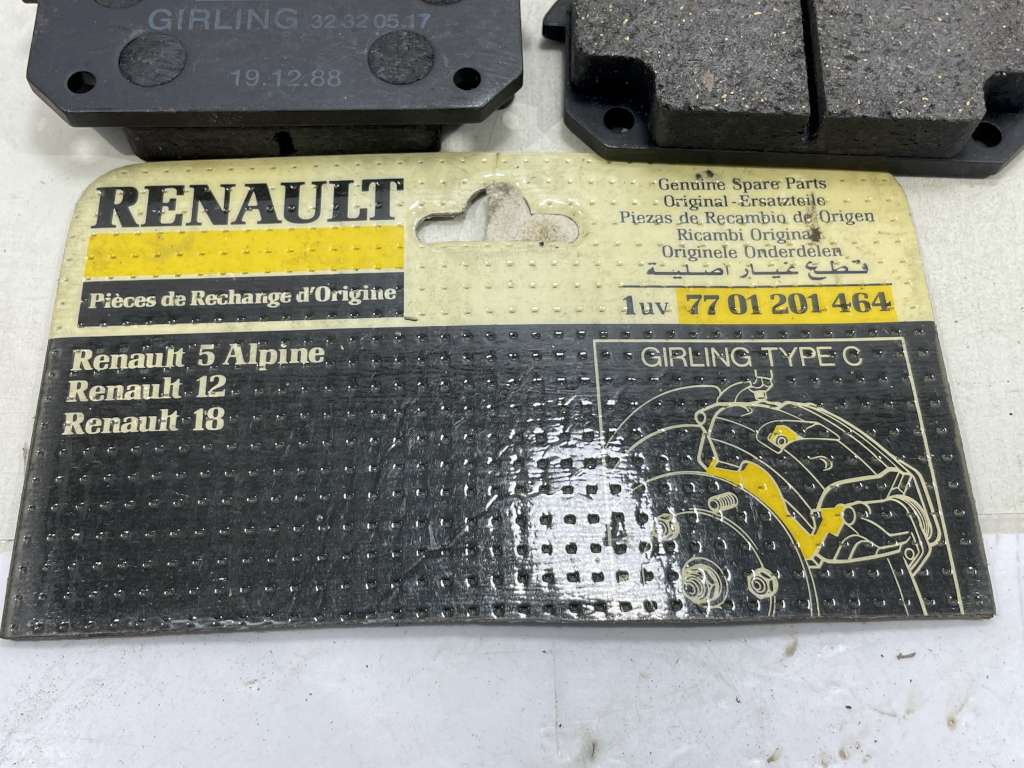 GIRLING 32 32 05 17
19.12.88
RENAULT
Pièces de Rechange d'Origine
Genuine Spare Parts
Original-Ersatzteile
Piezas de Recambio de Origen
Ricambi Originali
Originele Onderdelen
قطع غيار اصلية
1uv 77 01 201 464
Renault 5 Alpine
Renault 12
Renault 18
GIRLING TYPE C